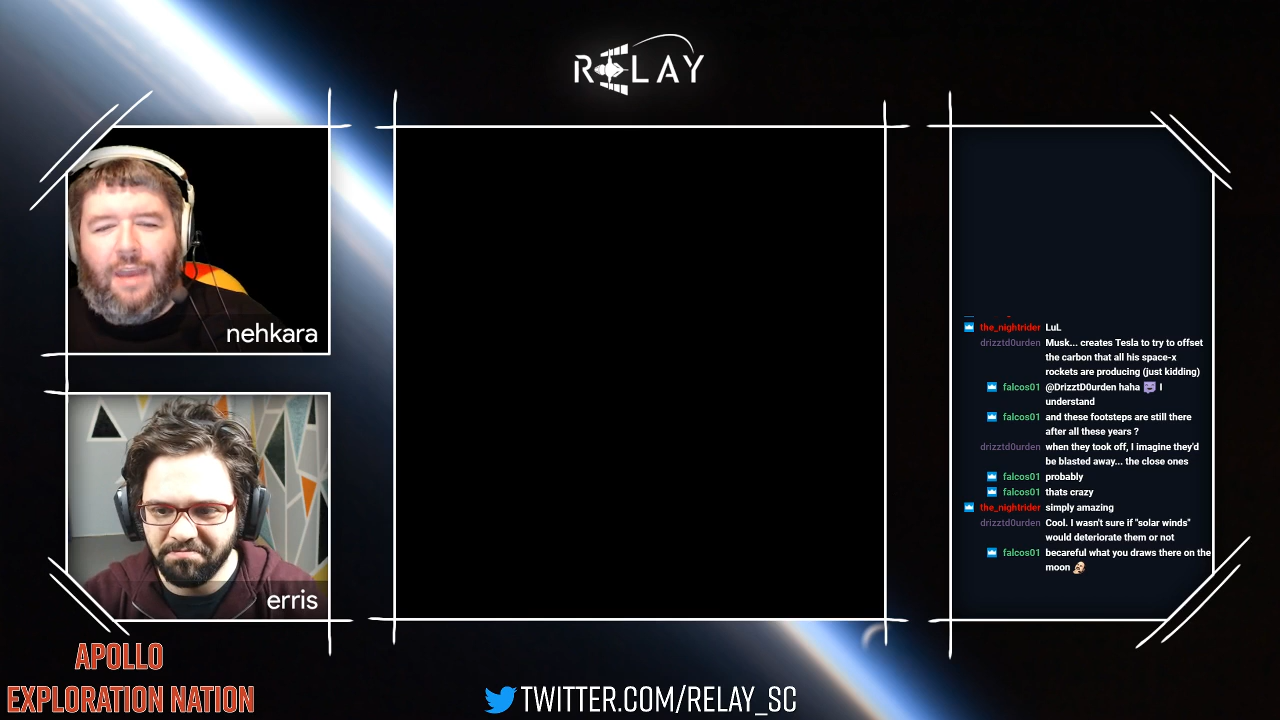 RELAY
nehkara
erris
the_nightrider LuL
drizztd0urden Musk... creates Tesla to try to offset
the carbon that all his space-x
rockets are producing (just kidding)
falcos01 @DrizztD0urden haha I
understand
falcos01 and these footsteps are still there
after all these years ?
drizztd0urden when they took off, I imagine they'd
be blasted away... the close ones
falcos01 probably
falcos01 thats crazy
the_nightrider simply amazing
drizztd0urden Cool. I wasn't sure if "solar winds"
would deteriorate them or not
falcos01 becareful what you draws there on the
moon
APOLLO
EXPLORATION NATION
TWITTER.COM/RELAY_SC